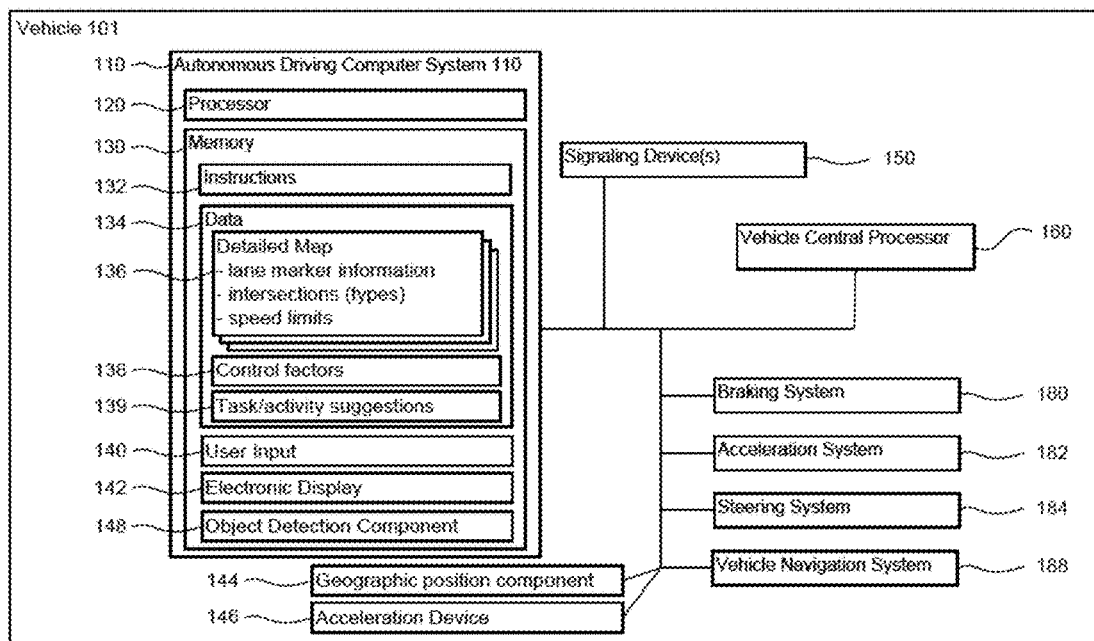 Vehicle 101
110
Autonomous Driving Computer System 110
120
Processor
130
Memory
132
Instructions
134
Data
136
Detailed Map
- lane marker information
- intersections (types)
- speed limits
138
Control factors
139
Task/activity suggestions
140
User Input
142
Electronic Display
148
Object Detection Component
144
Geographic position component
146
Acceleration Device
Signaling Device(s)
150
Vehicle Central Processor
160
Braking System
180
Acceleration System
182
Steering System
184
Vehicle Navigation System
188